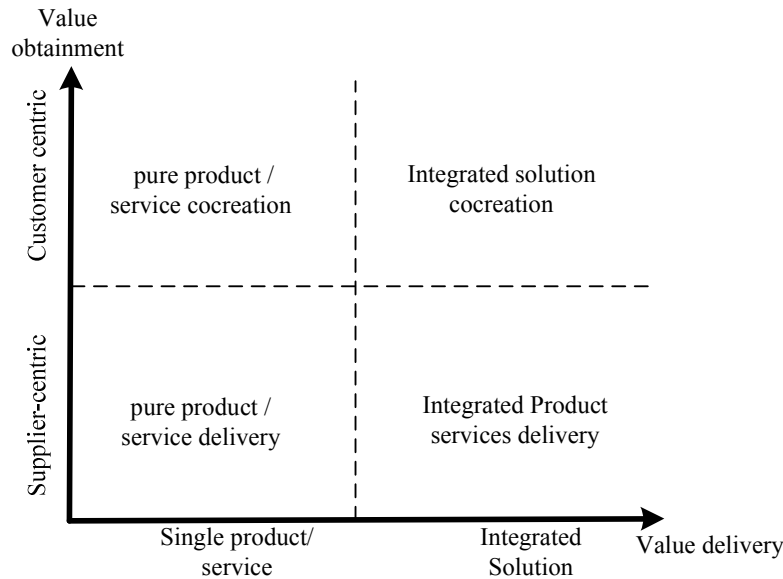 Value
obtainment
Customer centric
pure product /
service cocreation
Integrated solution
cocreation
Supplier-centric
pure product /
service delivery
Integrated Product
services delivery
Single product/
service
Integrated
Solution
Value delivery